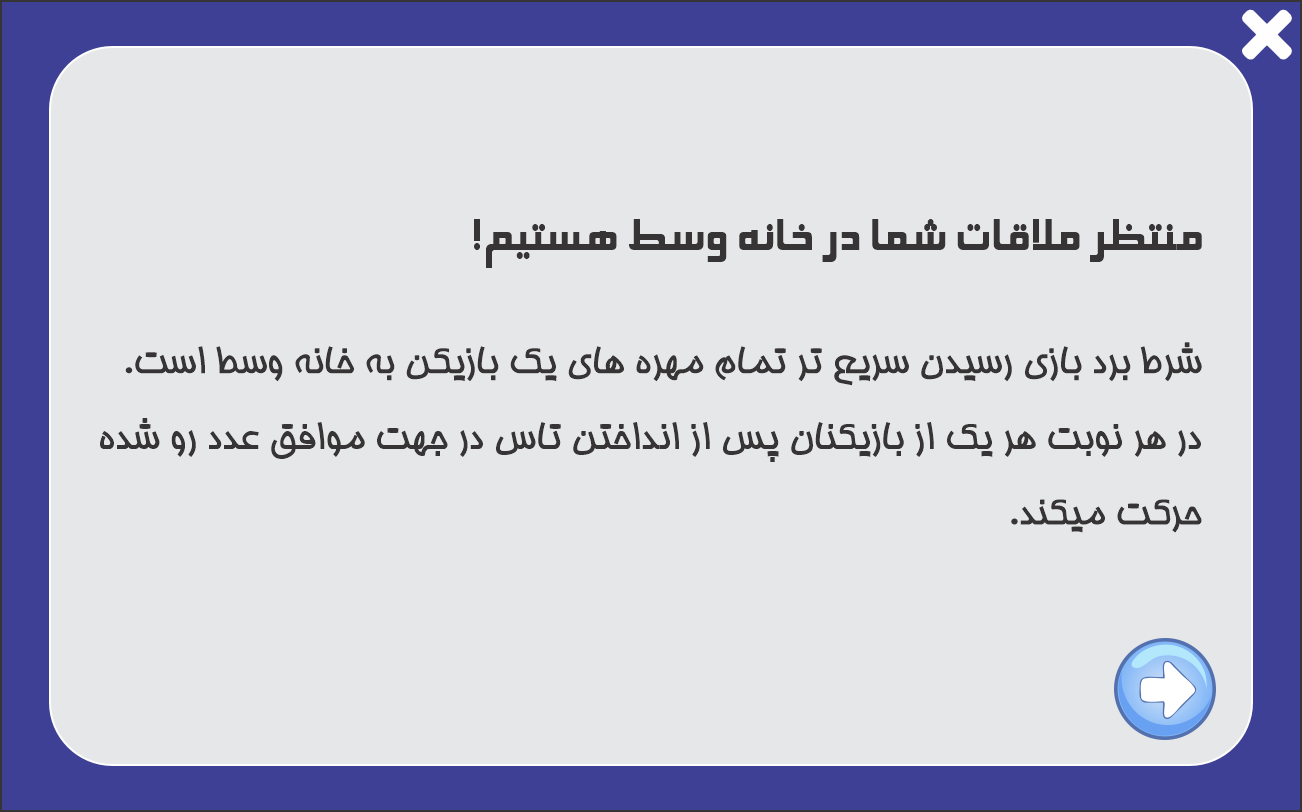 منتظر ملاقات شما در خانه وسط هستیم!
شرط برد بازی رسیدن سریع تر تمام مهره های یک بازیکن به خانه وسط است.
در هر نوبت هر یک از بازیکنان پس از انداختن تاس در جهت موافق عدد رو شده
حرکت میکند.